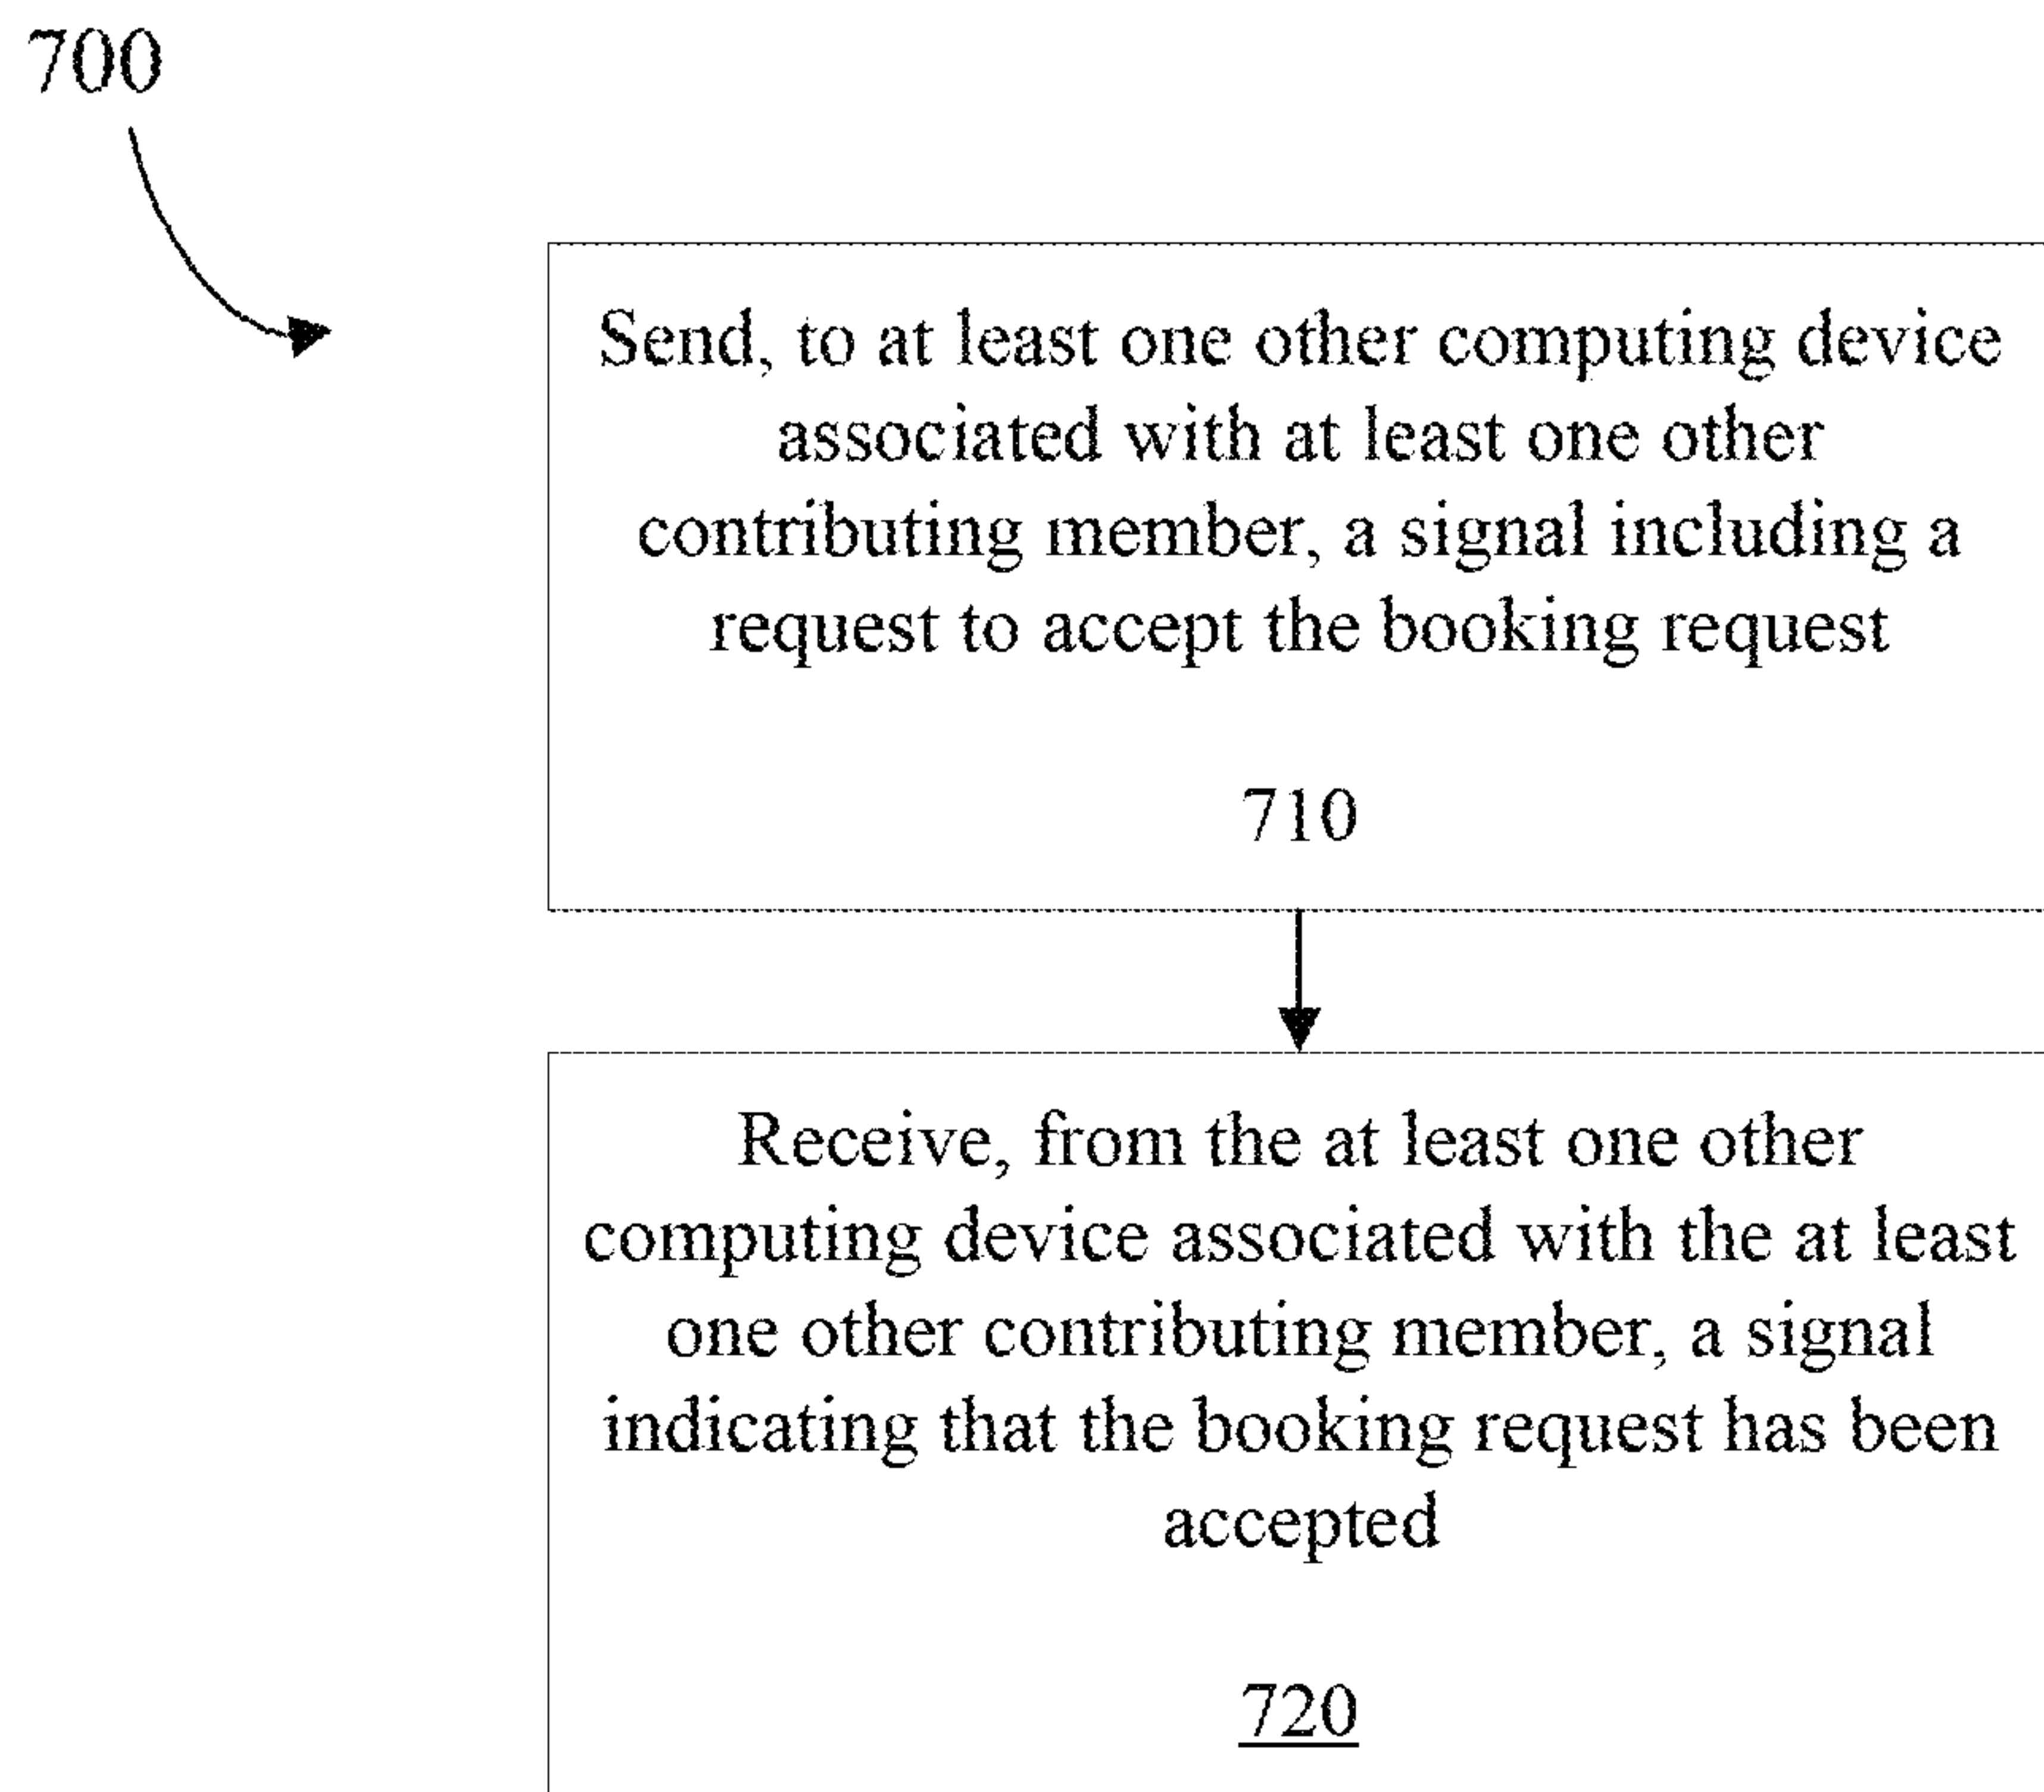 700
Send, to at least one other computing device
associated with at least one other
contributing member, a signal including a
request to accept the booking request
710
Receive, from the at least one other
computing device associated with the at least
one other contributing member, a signal
indicating that the booking request has been
accepted
720